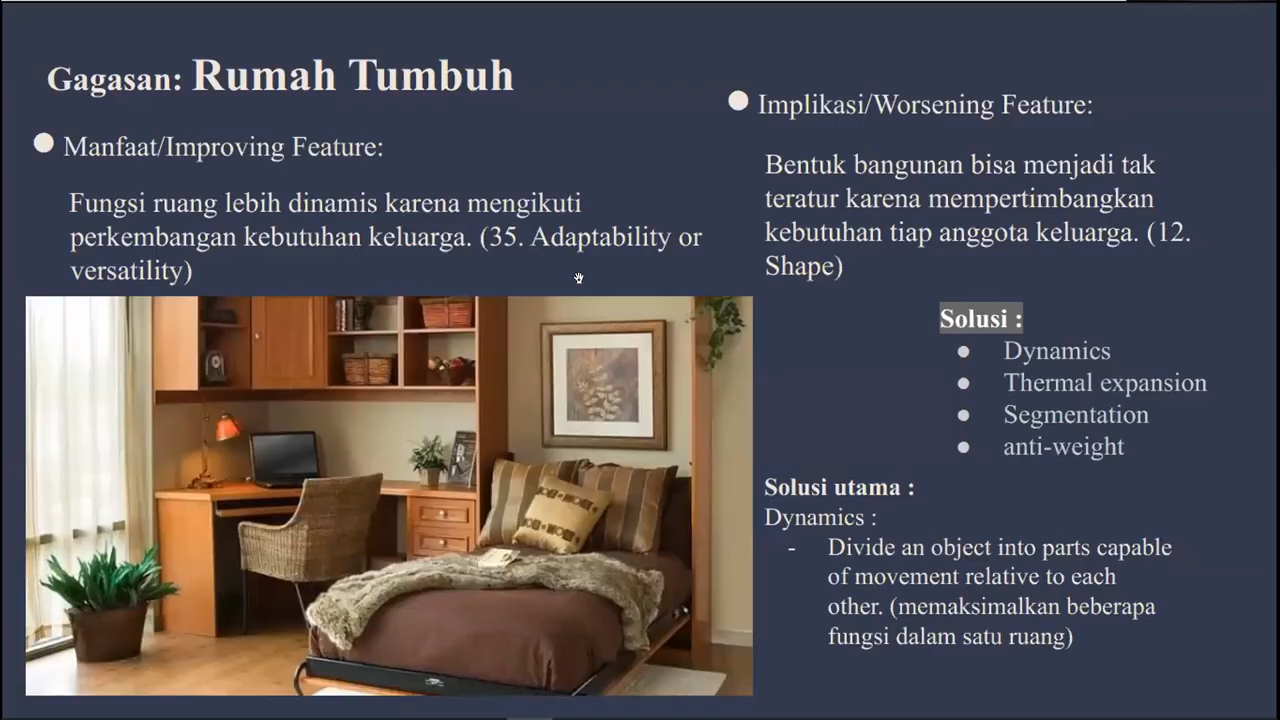 Gagasan: Rumah Tumbuh
Manfaat/Improving Feature:
Fungsi ruang lebih dinamis karena mengikuti
perkembangan kebutuhan keluarga. (35. Adaptability or
versatility)
Implikasi/Worsening Feature:
Bentuk bangunan bisa menjadi tak
teratur karena mempertimbangkan
kebutuhan tiap anggota keluarga. (12.
Shape)
Solusi :
● Dynamics
● Thermal expansion
● Segmentation
● anti-weight
Solusi utama :
Dynamics :
- Divide an object into parts capable
of movement relative to each
other. (memaksimalkan beberapa
fungsi dalam satu ruang)